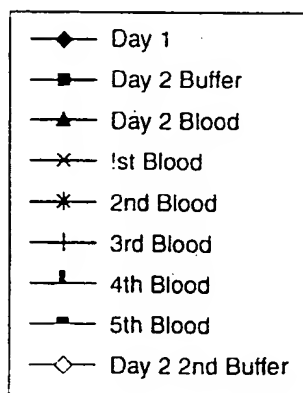 Day 1
Day 2 Buffer
Day 2 Blood
!st Blood
2nd Blood
3rd Blood
4th Blood
5th Blood
Day 2 2nd Buffer